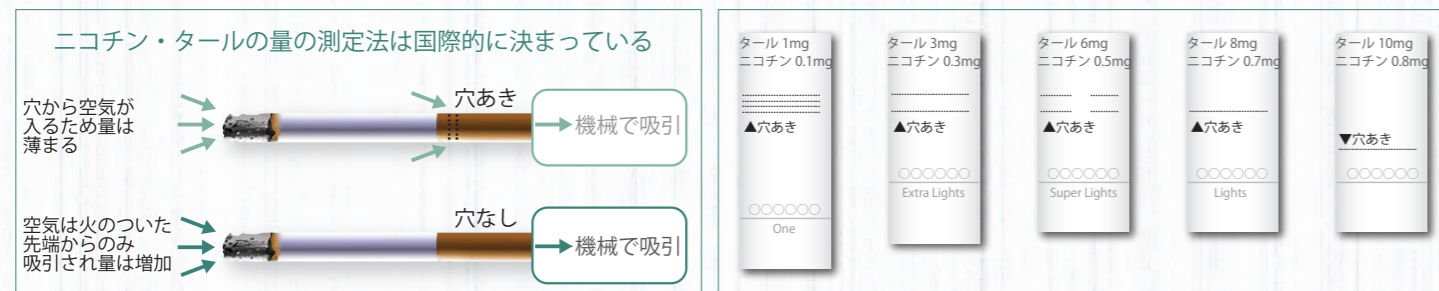 ニコチン・タールの量の測定法は国際的に決まっている
穴から空気が
入るため量は
薄まる
穴あき
機械で吸引
空気は火のついた
先端からのみ
吸引され量は増加
穴なし
機械で吸引
タール 1mg
ニコチン 0.1mg
▲穴あき
○○○○○○
One
タール 3mg
ニコチン 0.3mg
▲穴あき
○○○○○○
Extra Lights
タール 6mg
ニコチン 0.5mg
▲穴あき
○○○○○○
Super Lights
タール 8mg
ニコチン 0.7mg
▲穴あき
○○○○○○
Lights
タール 10mg
ニコチン 0.8mg
▼穴あき
○○○○○○